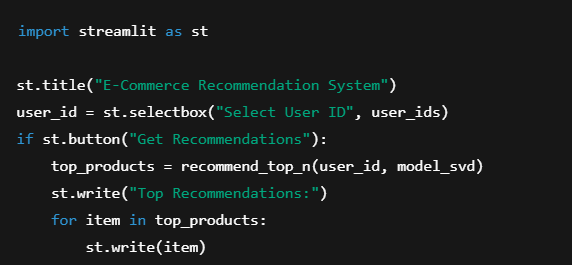 import streamlit as st
st.title("E-Commerce Recommendation System")
user_id = st.selectbox("Select User ID", user_ids)
if st.button("Get Recommendations"):
    top_products = recommend_top_n(user_id, model_svd)
    st.write("Top Recommendations:")
    for item in top_products:
        st.write(item)